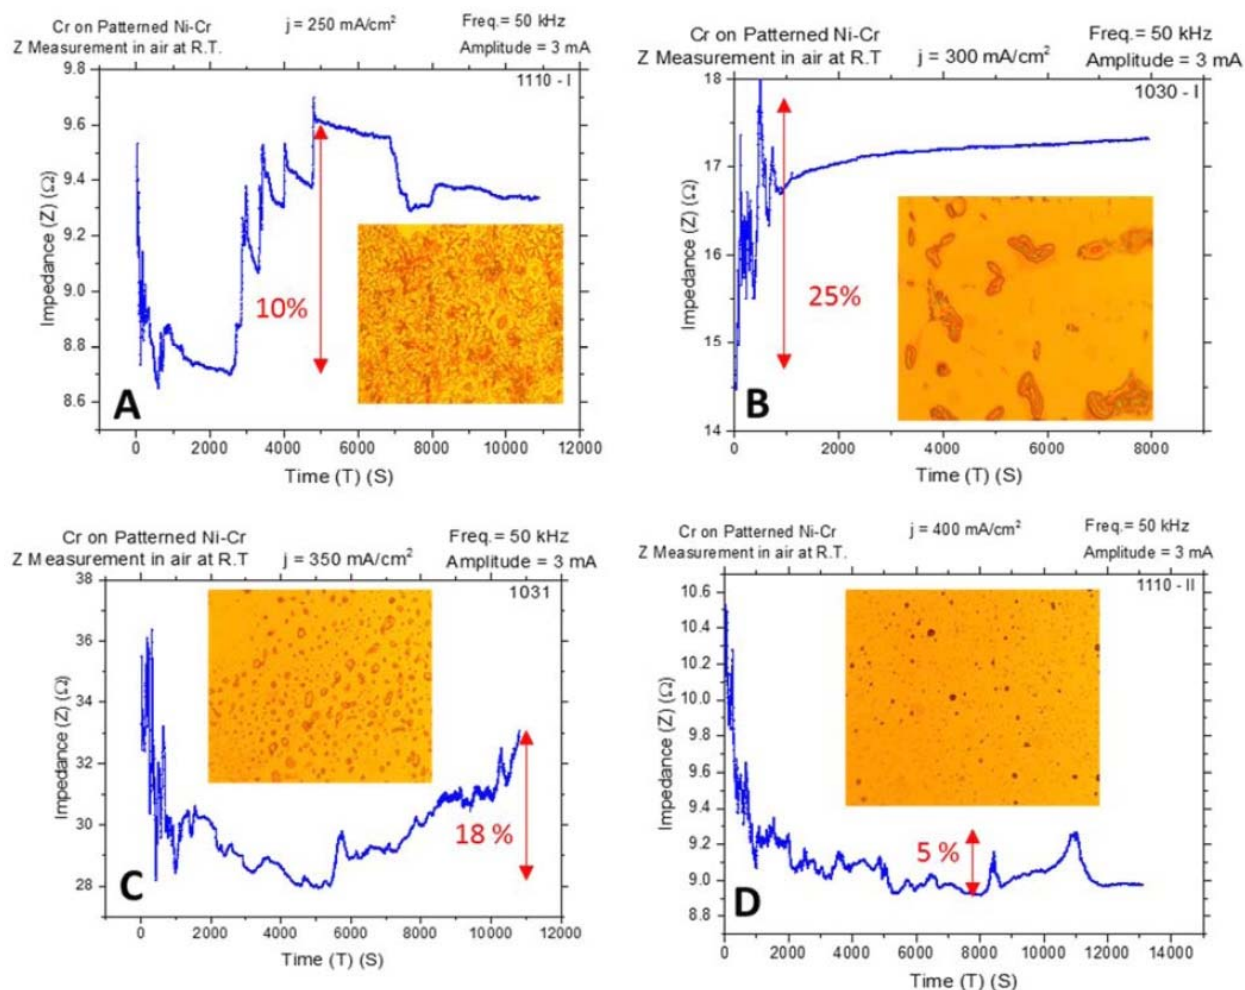 Cr on Patterned Ni-Cr
Z Measurement in air at R.T.
j = 250 mA/cm²
Freq.= 50 kHz
Amplitude = 3 mA
1110 - I
9.8
9.6
9.4
9.2
9.0
8.8
8.6
Impedance (Z) (Ω)
10%
A
0 2000 4000 6000 8000 10000 12000
Time (T) (S)
Cr on Patterned Ni-Cr
Z Measurement in air at R.T
j = 300 mA/cm²
Freq.= 50 kHz
Amplitude = 3 mA
1030 - I
18
17
16
15
14
Impedance (Z) (Ω)
25%
B
0 2000 4000 6000 8000
Time (T) (S)
Cr on Patterned Ni-Cr
Z Measurement in air at R.T
j = 350 mA/cm²
Freq.= 50 kHz
Amplitude = 3 mA
1031
38
36
34
32
30
28
Impedance (Z) (Ω)
18 %
C
0 2000 4000 6000 8000 10000 12000
Time (T) (S)
Cr on Patterned Ni-Cr
Z Measurement in air at R.T.
j = 400 mA/cm²
Freq.= 50 kHz
Amplitude = 3 mA
1110 - II
10.6
10.4
10.2
10.0
9.8
9.6
9.4
9.2
9.0
8.8
Impedance (Z) (Ω)
5 %
D
0 2000 4000 6000 8000 10000 12000 14000
Time (T) (S)